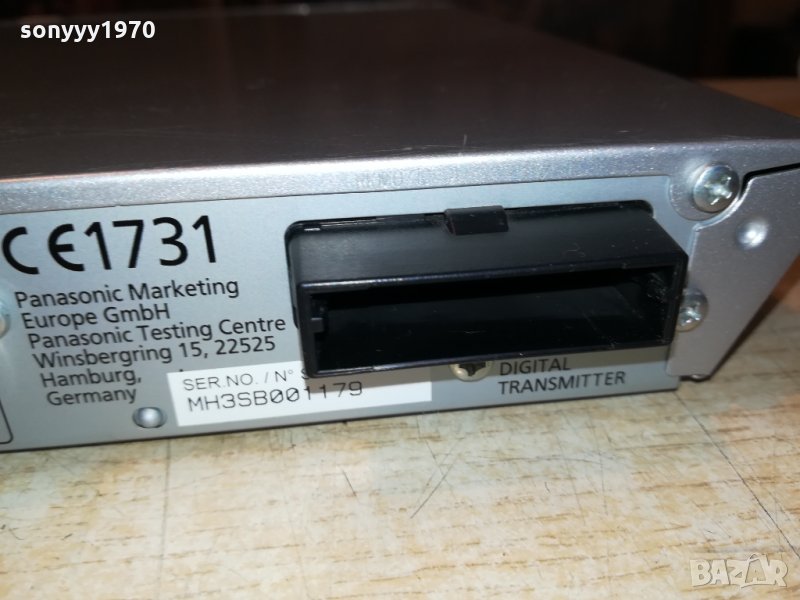 sonyyy1970
CE1731
Panasonic Marketing
Europe GmbH
Panasonic Testing Centre
Winsbergring 15, 22525
Hamburg,
Germany
SER.NO. / N° S
MH3SB001179
DIGITAL
TRANSMITTER
BAZAR